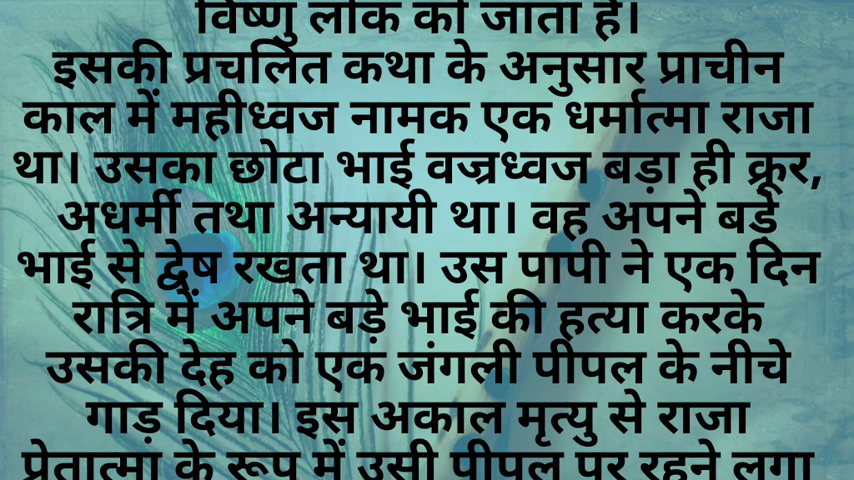 विष्णु लोक को जाता है।
इसकी प्रचलित कथा के अनुसार प्राचीन
काल में महीध्वज नामक एक धर्मात्मा राजा
था। उसका छोटा भाई वज्रध्वज बड़ा ही क्रूर,
अधर्मी तथा अन्यायी था। वह अपने बड़े
भाई से द्वेष रखता था। उस पापी ने एक दिन
रात्रि में अपने बड़े भाई की हत्या करके
उसकी देह को एक जंगली पीपल के नीचे
गाड़ दिया। इस अकाल मृत्यु से राजा
प्रेतात्मा के रूप में उसी पीपल पर रहने लगा